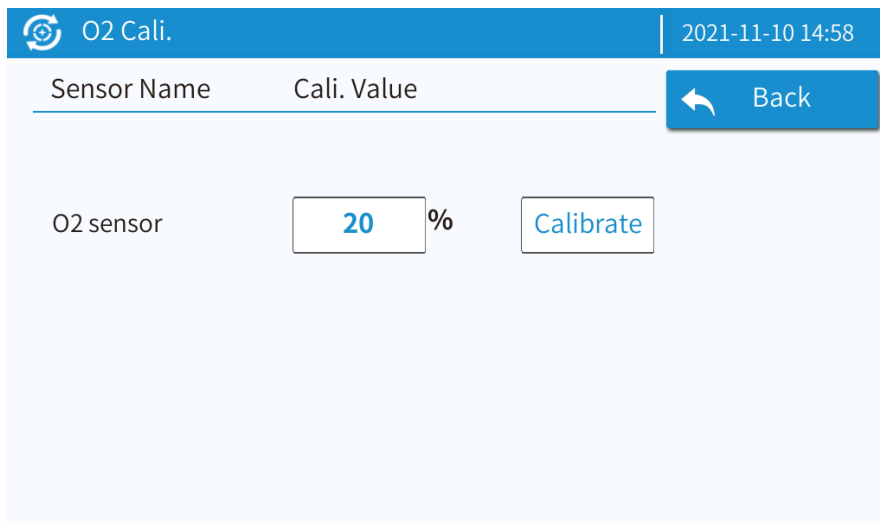 O2 Cali.
2021-11-10 14:58
Sensor Name Cali. Value
Back
O2 sensor 20 % Calibrate